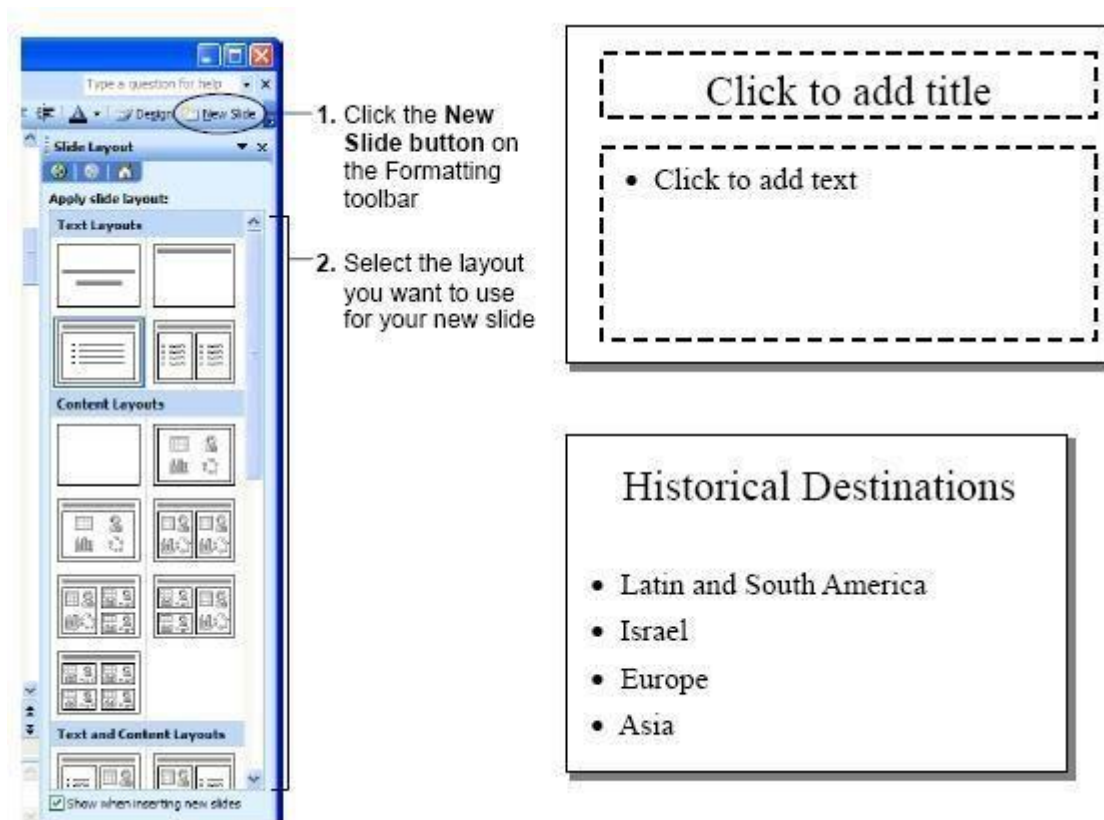 Type a question for help
Design
New Slide
Slide Layout
Apply slide layout:
Text Layouts
Content Layouts
Text and Content Layouts
Show when inserting new slides
1. Click the New
Slide button on
the Formatting
toolbar
2. Select the layout
you want to use
for your new slide
Click to add title
• Click to add text
Historical Destinations
• Latin and South America
• Israel
• Europe
• Asia